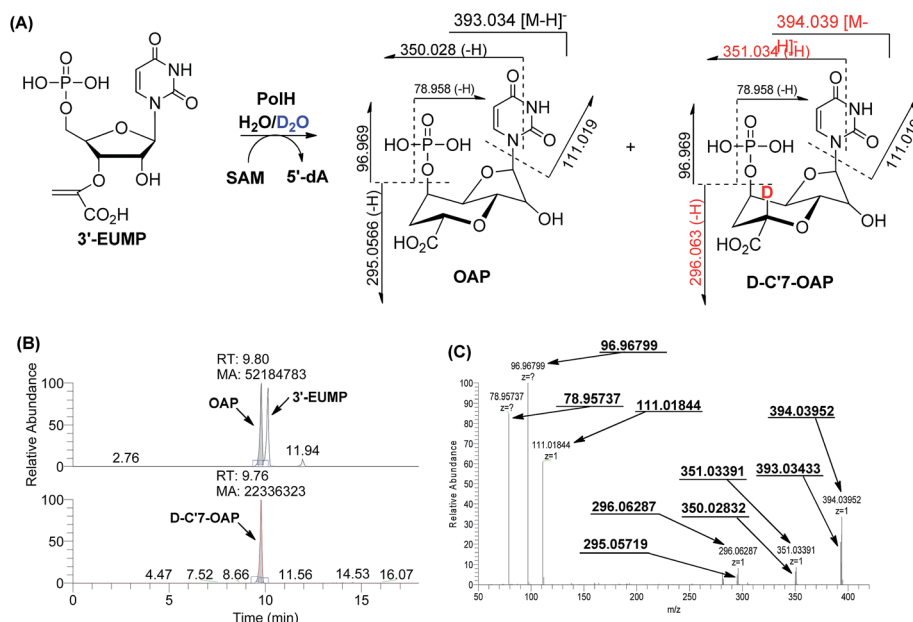 (A)
HO
P
O
OH
O
O
NH
N
O
O
OH
O
CO₂H
3'-EUMP
PolH
H₂O/D₂O
SAM
5'-dA
393.034 [M-H]⁻
350.028 (-H)
78.958 (-H)
96.969
111.019
295.0566 (-H)
O
HO
P
OH
O
O
NH
N
O
O
HO₂C
O
OH
OAP
+
394.039 [M-
H]⁻
351.034 (-H)
78.958 (-H)
96.969
111.019
296.063 (-H)
O
HO
P
OH
O
D
O
NH
N
O
O
HO₂C
O
OH
D-C'7-OAP
(B)
RT: 9.80
MA: 52184783
100
OAP
3'-EUMP
50
2.76
11.94
0
RT: 9.76
MA: 22336323
100
D-C'7-OAP
50
4.47 7.52 8.66 11.56 14.53 16.07
0
0 5 10 15
Time (min)
Relative Abundance
(C)
96.96799
96.96799
z=?
78.95737
78.95737
z=?
111.01844
111.01844
z=1
394.03952
351.03391
393.03433
394.03952
z=1
296.06287
350.02832
295.05719
296.06287
z=1
351.03391
z=1
100
90
80
70
60
50
40
30
20
10
0
50 100 150 200 250 300 350 400
m/z
Relative Abundance